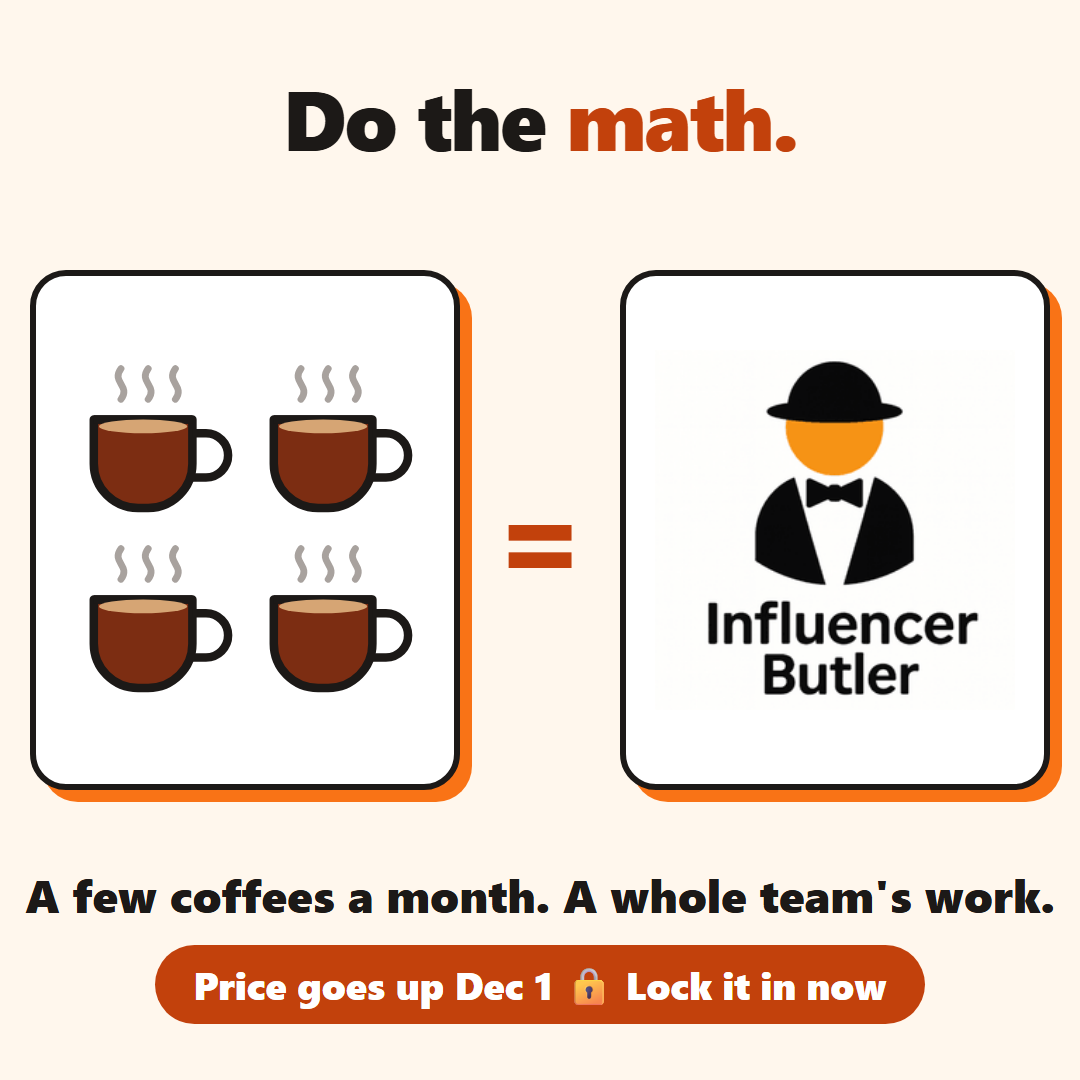 Do the math.
=
Influencer
Butler
A few coffees a month. A whole team's work.
Price goes up Dec 1 🔒 Lock it in now